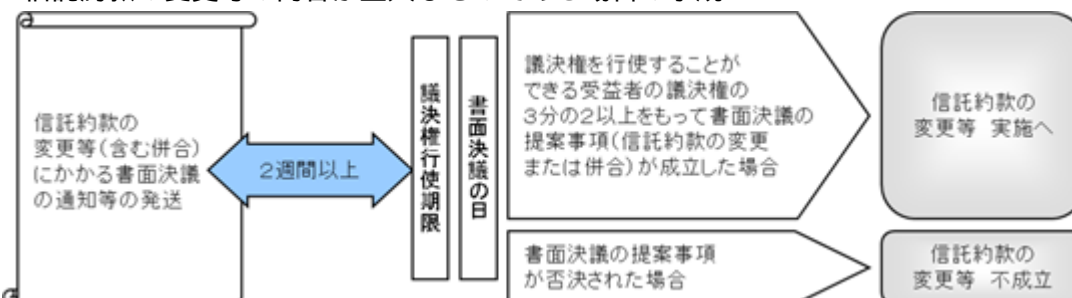 信託約款の
変更等(含む併合)
にかかる書面決議
の通知等の発送
2週間以上
議決権行使期限
書面決議の日
議決権を行使することが
できる受益者の議決権の
3分の2以上をもって書面決議の
提案事項(信託約款の変更
または併合)が成立した場合
信託約款の
変更等 実施へ
書面決議の提案事項
が否決された場合
信託約款の
変更等 不成立